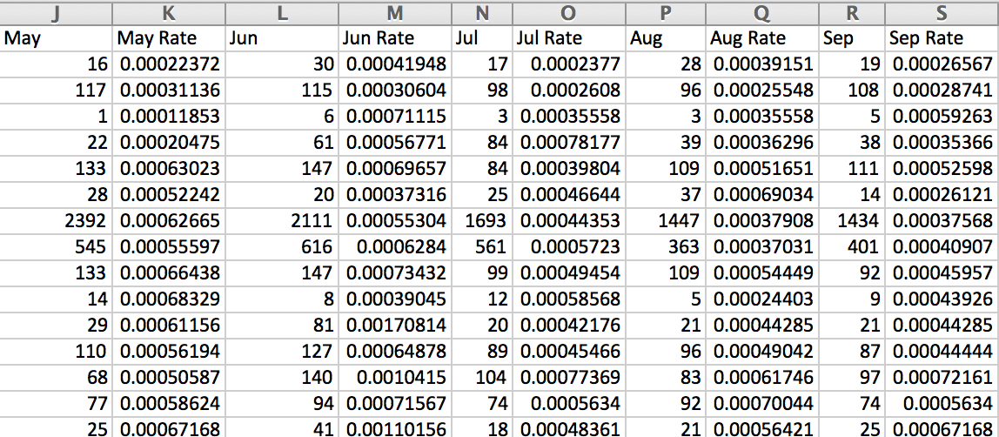 J K L M N O P Q R S
May May Rate Jun Jun Rate Jul Jul Rate Aug Aug Rate Sep Sep Rate
16 0.00022372 30 0.00041948 17 0.0002377 28 0.00039151 19 0.00026567
117 0.00031136 115 0.00030604 98 0.0002608 96 0.00025548 108 0.00028741
1 0.00011853 6 0.00071115 3 0.00035558 3 0.00035558 5 0.00059263
22 0.00020475 61 0.00056771 84 0.00078177 39 0.00036296 38 0.00035366
133 0.00063023 147 0.00069657 84 0.00039804 109 0.00051651 111 0.00052598
28 0.00052242 20 0.00037316 25 0.00046644 37 0.00069034 14 0.00026121
2392 0.00062665 2111 0.00055304 1693 0.00044353 1447 0.00037908 1434 0.00037568
545 0.00055597 616 0.0006284 561 0.0005723 363 0.00037031 401 0.00040907
133 0.00066438 147 0.00073432 99 0.00049454 109 0.00054449 92 0.00045957
14 0.00068329 8 0.00039045 12 0.00058568 5 0.00024403 9 0.00043926
29 0.00061156 81 0.00170814 20 0.00042176 21 0.00044285 21 0.00044285
110 0.00056194 127 0.00064878 89 0.00045466 96 0.00049042 87 0.00044444
68 0.00050587 140 0.0010415 104 0.00077369 83 0.00061746 97 0.00072161
77 0.00058624 94 0.00071567 74 0.0005634 92 0.00070044 74 0.0005634
25 0.00067168 41 0.00110156 18 0.00048361 21 0.00056421 25 0.00067168